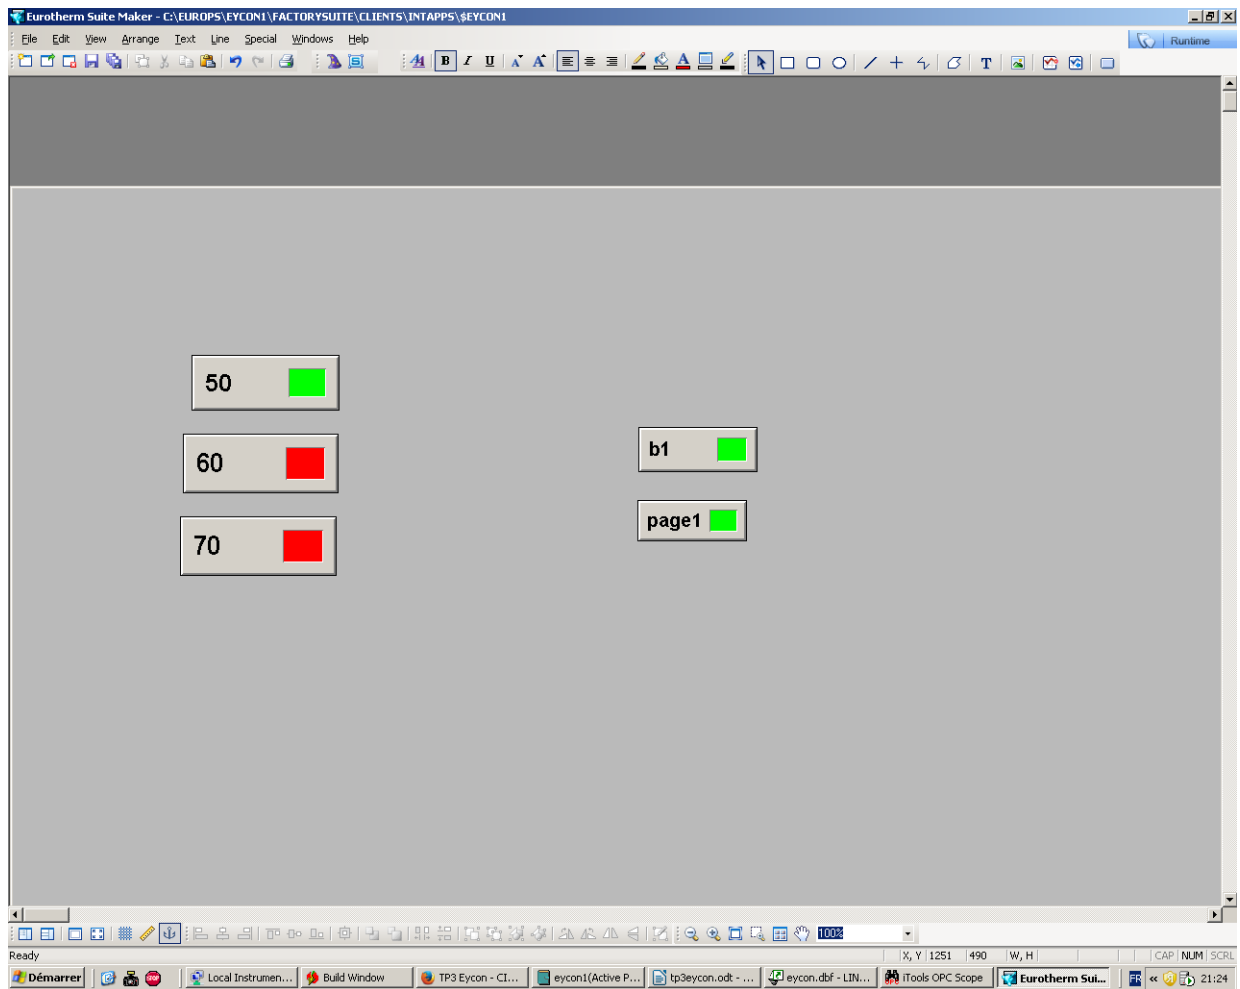 Eurotherm Suite Maker - C:\EUROPS\EYCON1\FACTORYSUITE\CLIENTS\INTAPPS\$EYCON1
File Edit View Arrange Text Line Special Windows Help
Runtime
B I U A A A T
50
60
70
b1
page1
100%
Ready
X, Y 1251 490 W, H CAP NUM SCRL
Démarrer Local Instrumen... Build Window TP3 Eycon - CI... eycon1(Active P... tp3eycon.odt - ... eycon.dbf - LIN... iTools OPC Scope Eurotherm Sui... FR « 21:24